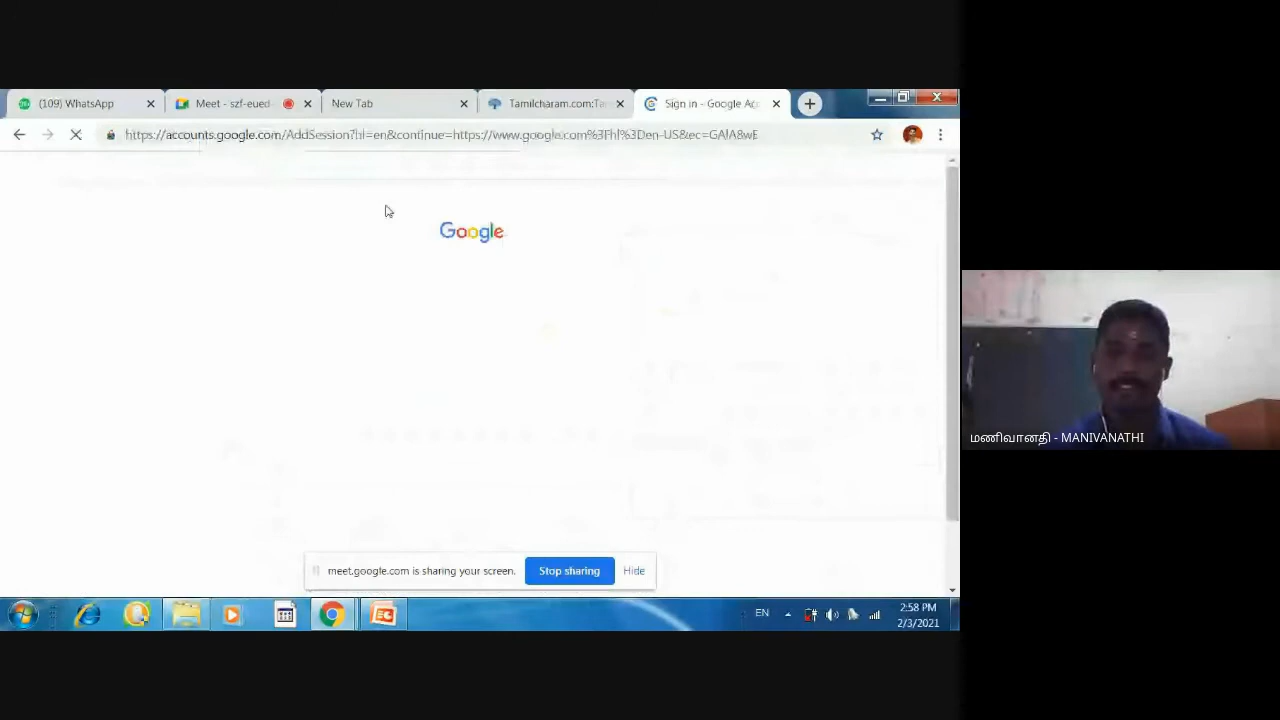 (109) WhatsApp
Meet - szf-eued-
New Tab
Tamilcharam.com:Ta
Sign in - Google Ac
https://accounts.google.com/AddSession?hl=en&continue=https://www.google.com%3Fhl%3Den-US&ec=GAlA8wE
Google
மணிவானதி - MANIVANATHI
meet.google.com is sharing your screen.
Stop sharing
Hide
EN
2:58 PM
2/3/2021